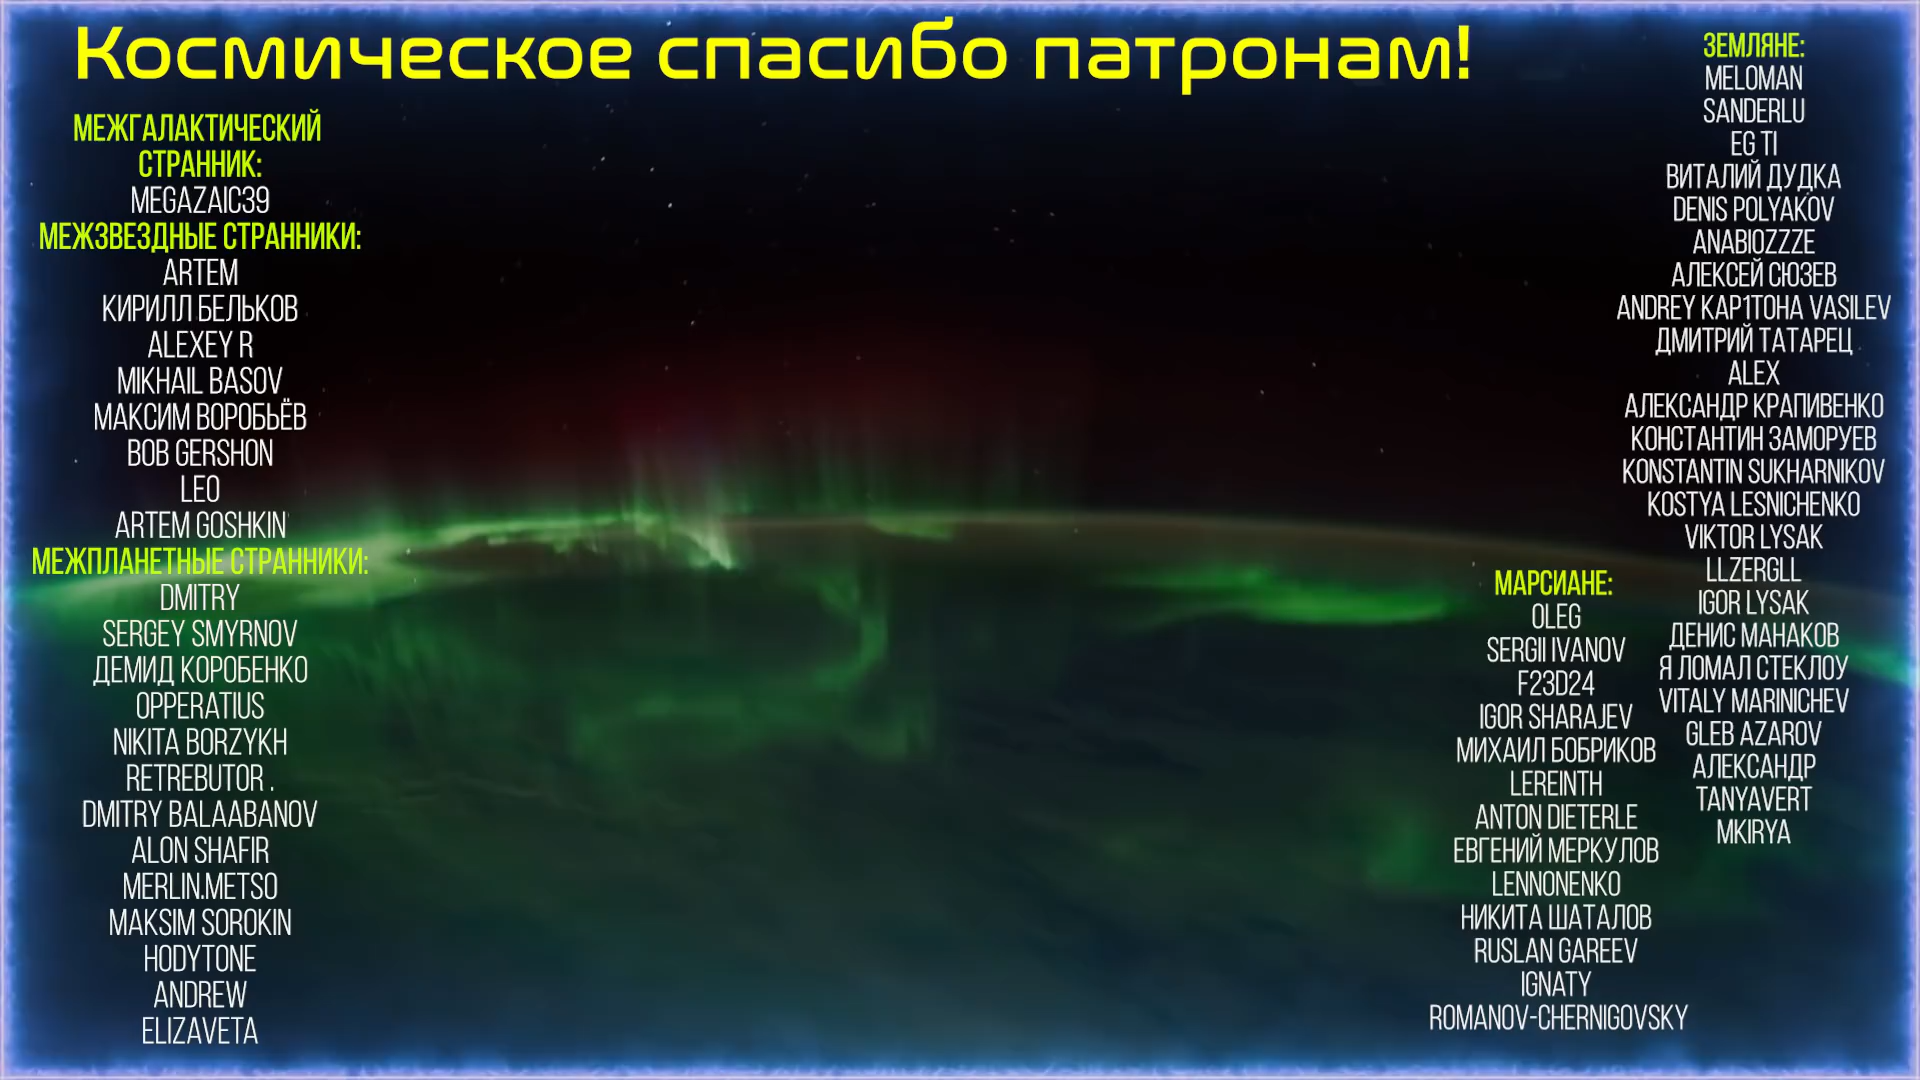 Космическое спасибо патронам!
МЕЖГАЛАКТИЧЕСКИЙ
СТРАННИК:
MEGAZAIC39
МЕЖЗВЕЗДНЫЕ СТРАННИКИ:
ARTEM
КИРИЛЛ БЕЛЬКОВ
ALEXEY R
MIKHAIL BASOV
МАКСИМ ВОРОБЬЁВ
BOB GERSHON
LEO
ARTEM GOSHKIN
МЕЖПЛАНЕТНЫЕ СТРАННИКИ:
DMITRY
SERGEY SMYRNOV
ДЕМИД КОРОБЕНКО
OPPERATIUS
NIKITA BORZYKH
RETREBUTOR .
DMITRY BALAABANOV
ALON SHAFIR
MERLIN.METSO
MAKSIM SOROKIN
HODYTONE
ANDREW
ELIZAVETA
МАРСИАНЕ:
OLEG
SERGII IVANOV
F23D24
IGOR SHARAJEV
МИХАИЛ БОБРИКОВ
LEREINTH
ANTON DIETERLE
ЕВГЕНИЙ МЕРКУЛОВ
LENNONENKO
НИКИТА ШАТАЛОВ
RUSLAN GAREEV
IGNATY
ROMANOV-CHERNIGOVSKY
ЗЕМЛЯНЕ:
MELOMAN
SANDERLU
EG TI
ВИТАЛИЙ ДУДКА
DENIS POLYAKOV
ANABIOZZZE
АЛЕКСЕЙ СЮЗЕВ
ANDREY KAP1TOHA VASILEV
ДМИТРИЙ ТАТАРЕЦ
ALEX
АЛЕКСАНДР КРАПИВЕНКО
КОНСТАНТИН ЗАМОРУЕВ
KONSTANTIN SUKHARNIKOV
KOSTYA LESNICHENKO
VIKTOR LYSAK
LLZERGLL
IGOR LYSAK
ДЕНИС МАНАКОВ
Я ЛОМАЛ СТЕКЛОУ
VITALY MARINICHEV
GLEB AZAROV
АЛЕКСАНДР
TANYAVERT
MKIRYA